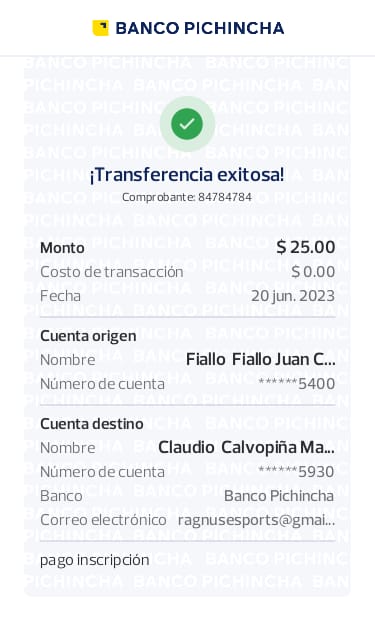 BANCO PICHINCHA
¡Transferencia exitosa!
Comprobante: 84784784
Monto $ 25.00
Costo de transacción $ 0.00
Fecha 20 jun. 2023
Cuenta origen
Nombre Fiallo Fiallo Juan C...
Número de cuenta ******5400
Cuenta destino
Nombre Claudio Calvopiña Ma...
Número de cuenta ******5930
Banco Banco Pichincha
Correo electrónico ragnusesports@gmai...
pago inscripción